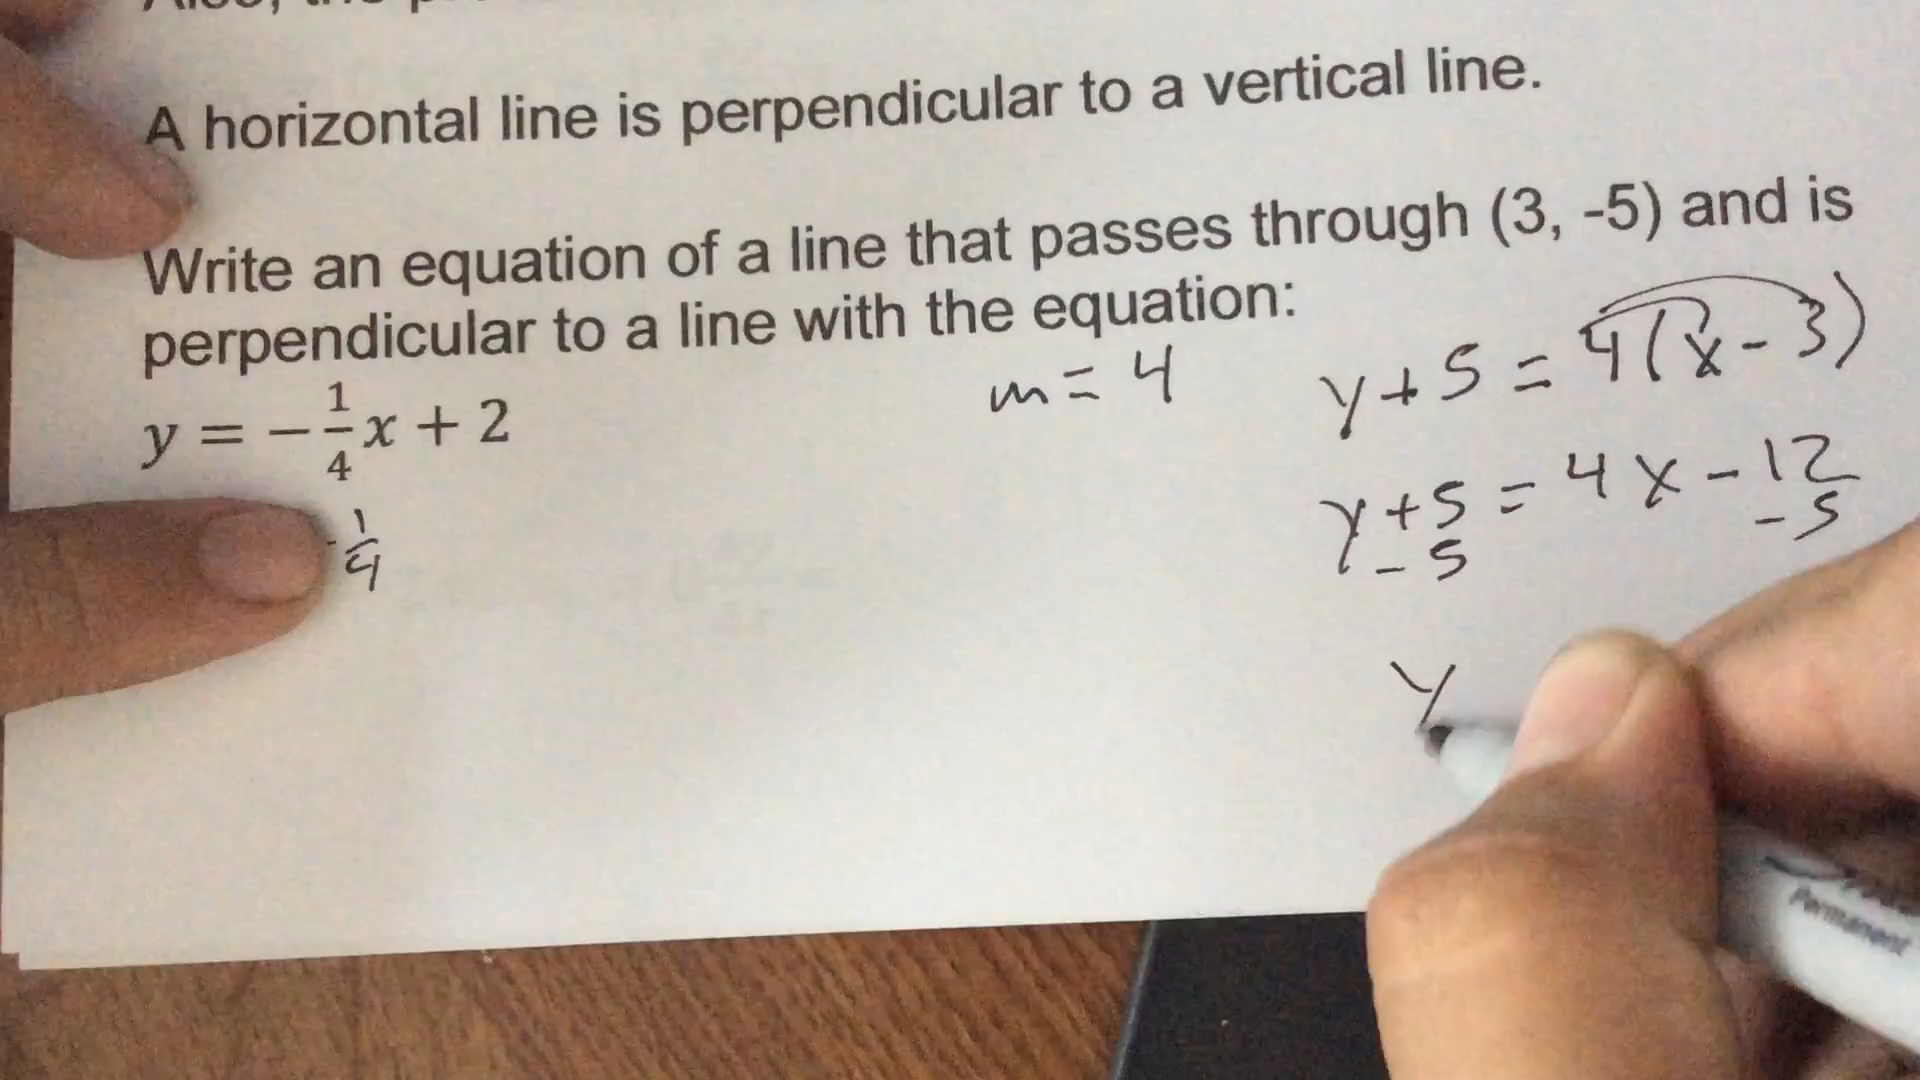 A horizontal line is perpendicular to a vertical line.
Write an equation of a line that passes through (3, -5) and is
perpendicular to a line with the equation:
y = -1/4 x + 2
-1/4
m = 4
y + 5 = 4(x - 3)
y + 5 = 4x - 12
- 5 - 5
y
Permanent